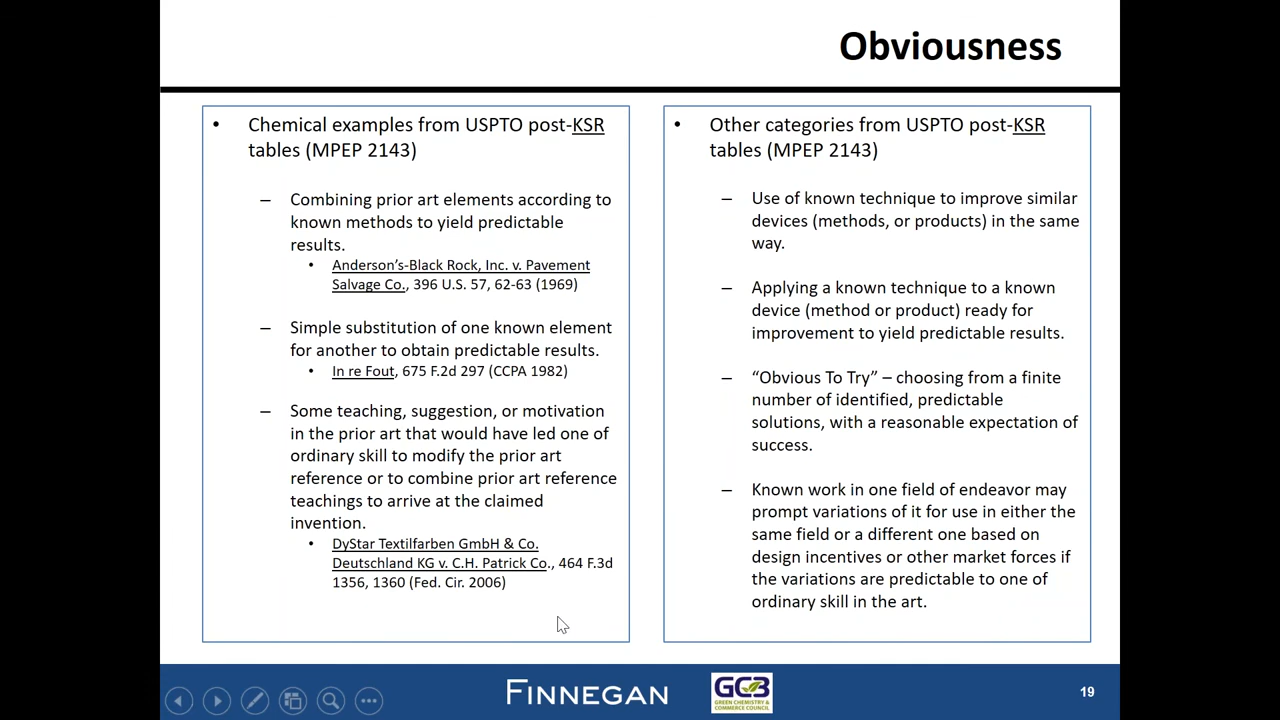 Obviousness
• Chemical examples from USPTO post-KSR
tables (MPEP 2143)
– Combining prior art elements according to
known methods to yield predictable
results.
• Anderson’s-Black Rock, Inc. v. Pavement
Salvage Co., 396 U.S. 57, 62-63 (1969)
– Simple substitution of one known element
for another to obtain predictable results.
• In re Fout, 675 F.2d 297 (CCPA 1982)
– Some teaching, suggestion, or motivation
in the prior art that would have led one of
ordinary skill to modify the prior art
reference or to combine prior art reference
teachings to arrive at the claimed
invention.
• DyStar Textilfarben GmbH & Co.
Deutschland KG v. C.H. Patrick Co., 464 F.3d
1356, 1360 (Fed. Cir. 2006)
• Other categories from USPTO post-KSR
tables (MPEP 2143)
– Use of known technique to improve similar
devices (methods, or products) in the same
way.
– Applying a known technique to a known
device (method or product) ready for
improvement to yield predictable results.
– “Obvious To Try” – choosing from a finite
number of identified, predictable
solutions, with a reasonable expectation of
success.
– Known work in one field of endeavor may
prompt variations of it for use in either the
same field or a different one based on
design incentives or other market forces if
the variations are predictable to one of
ordinary skill in the art.
FINNEGAN
GC3
GREEN CHEMISTRY &
COMMERCE COUNCIL
19